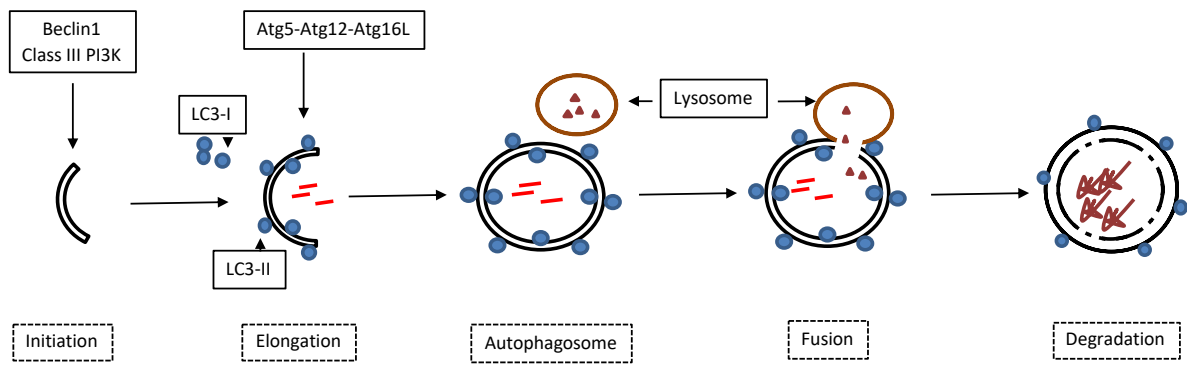 Beclin1
Class III PI3K
Atg5-Atg12-Atg16L
LC3-I
Lysosome
LC3-II
Initiation
Elongation
Autophagosome
Fusion
Degradation